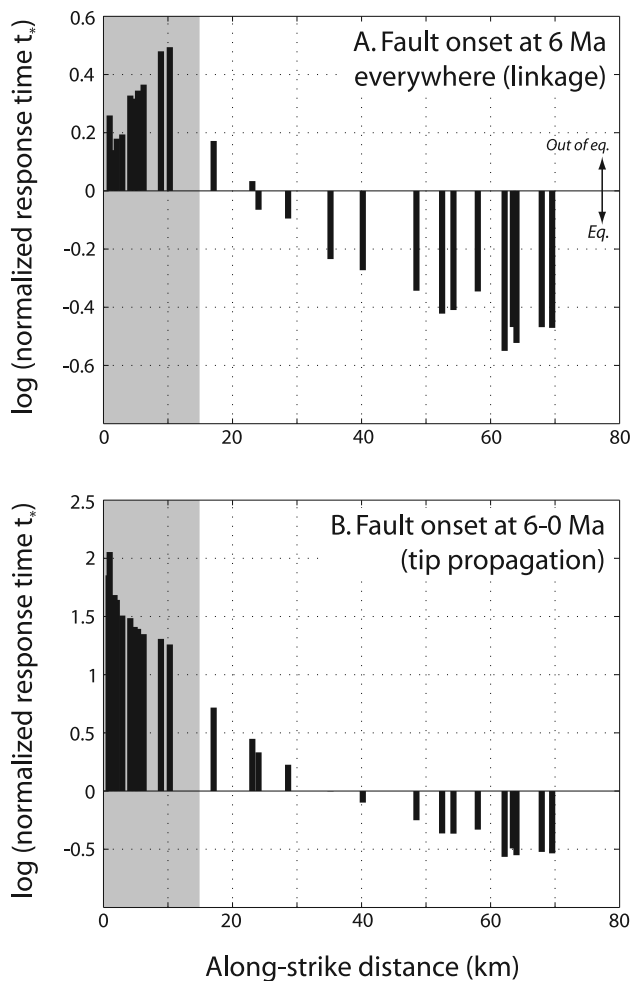 0.6
0.4
0.2
0
-0.2
-0.4
-0.6
log (normalized response time t*)
A. Fault onset at 6 Ma
everywhere (linkage)
Out of eq.
Eq.
0 20 40 60 80
2.5
2
1.5
1
0.5
0
-0.5
log (normalized response time t*)
B. Fault onset at 6-0 Ma
(tip propagation)
0 20 40 60 80
Along-strike distance (km)